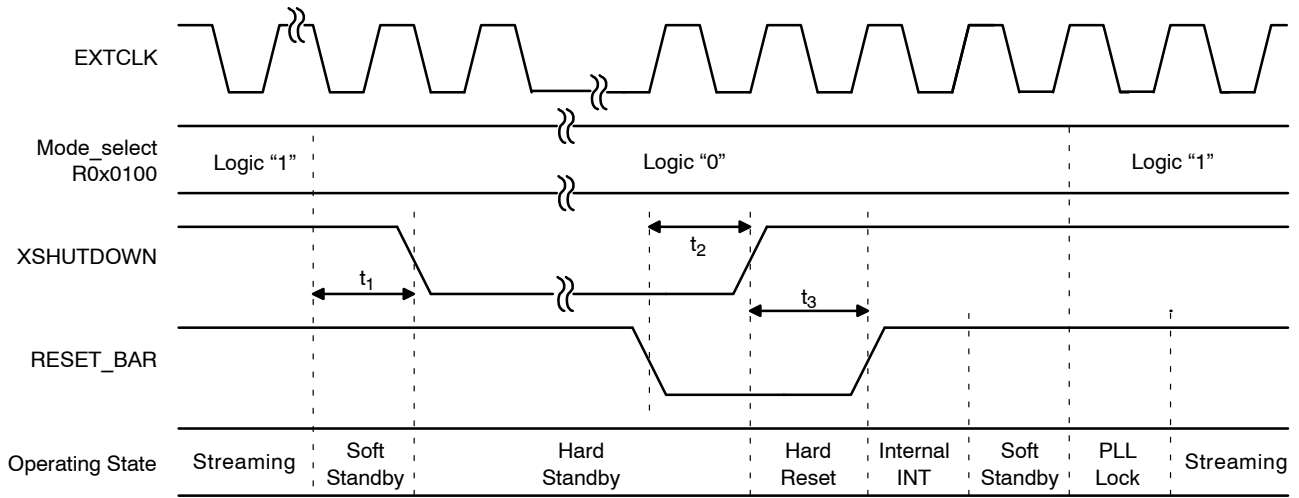 EXTCLK
Mode_select
R0x0100
Logic “1”
Logic “0”
Logic “1”
XSHUTDOWN
t1
t2
t3
RESET_BAR
Operating State
Streaming
Soft
Standby
Hard
Standby
Hard
Reset
Internal
INT
Soft
Standby
PLL
Lock
Streaming